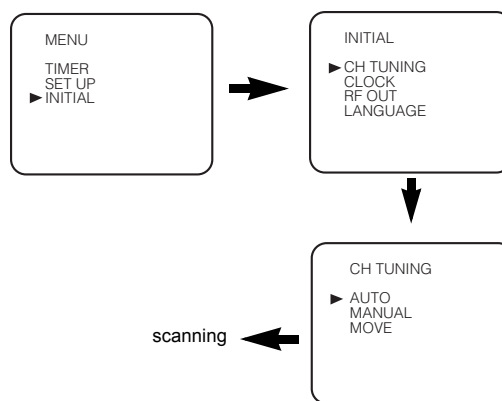 MENU
TIMER
SET UP
INITIAL
INITIAL
CH TUNING
CLOCK
RF OUT
LANGUAGE
CH TUNING
AUTO
MANUAL
MOVE
scanning